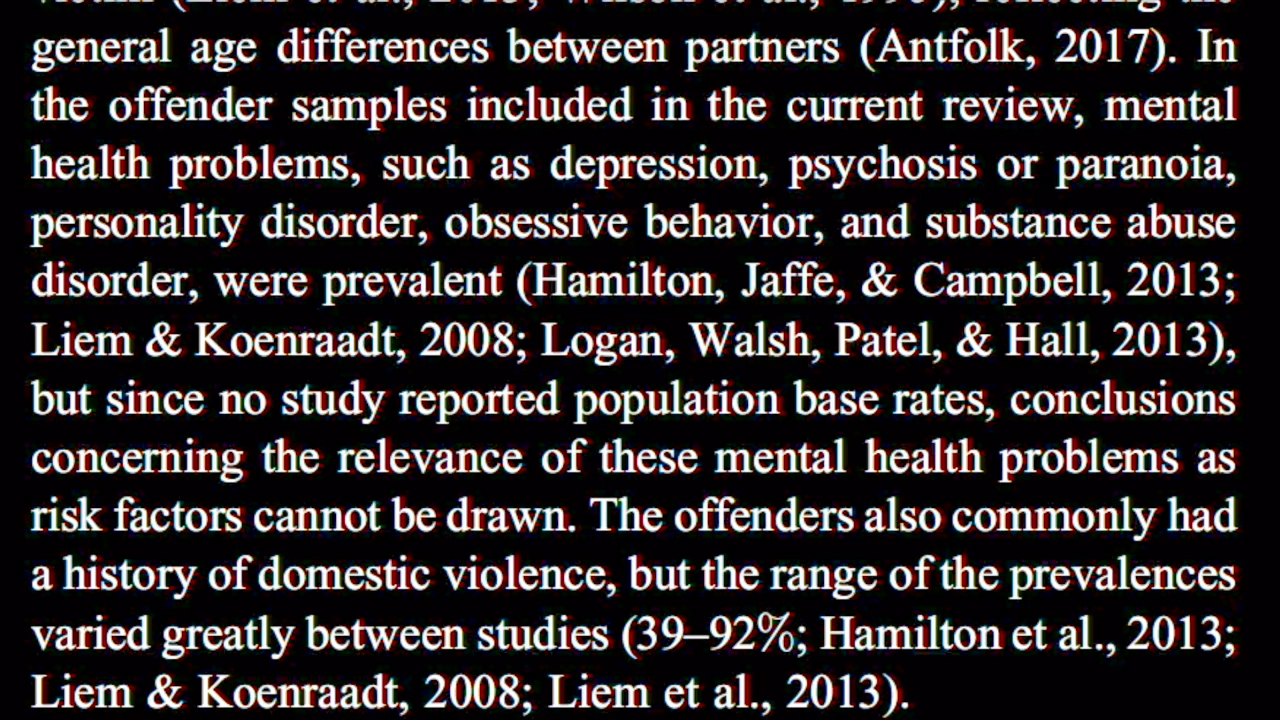 general age differences between partners (Antfolk, 2017). In
the offender samples included in the current review, mental
health problems, such as depression, psychosis or paranoia,
personality disorder, obsessive behavior, and substance abuse
disorder, were prevalent (Hamilton, Jaffe, & Campbell, 2013;
Liem & Koenraadt, 2008; Logan, Walsh, Patel, & Hall, 2013),
but since no study reported population base rates, conclusions
concerning the relevance of these mental health problems as
risk factors cannot be drawn. The offenders also commonly had
a history of domestic violence, but the range of the prevalences
varied greatly between studies (39–92%; Hamilton et al., 2013;
Liem & Koenraadt, 2008; Liem et al., 2013).